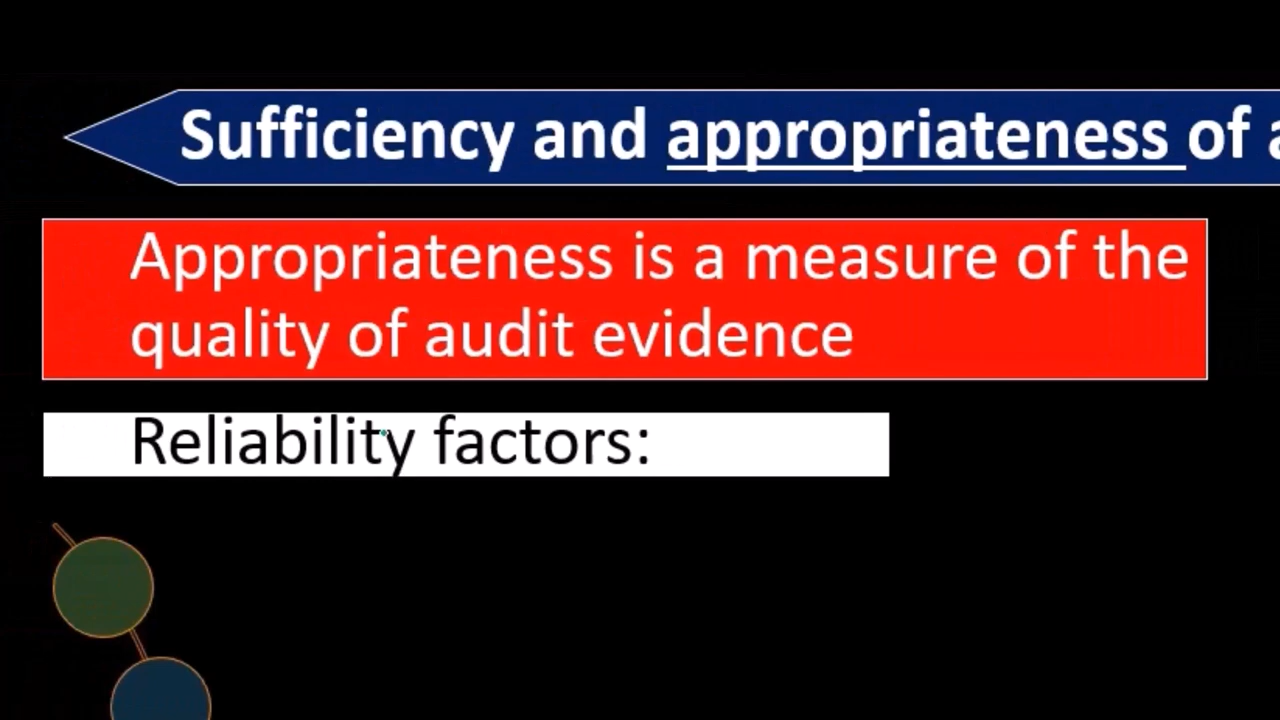 Sufficiency and appropriateness of a
Appropriateness is a measure of the
quality of audit evidence
Reliability factors: